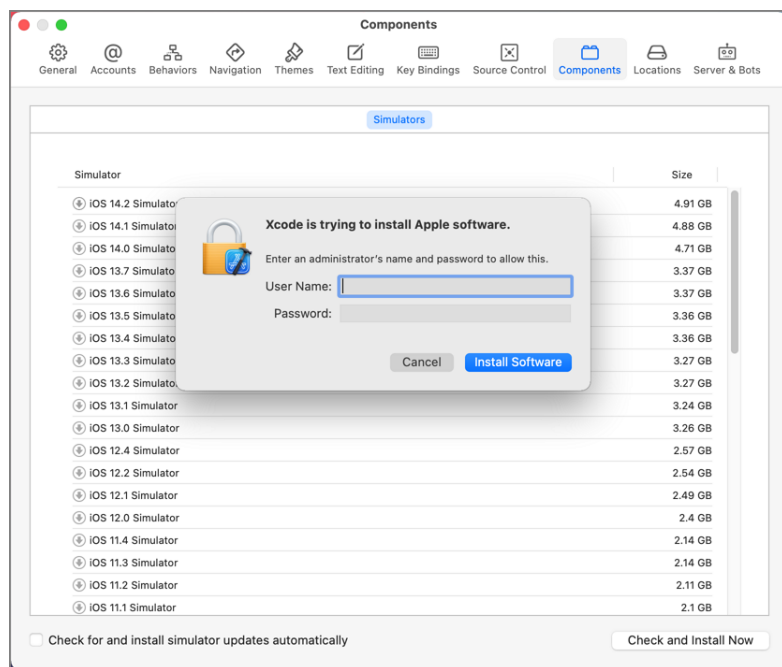 Components
General Accounts Behaviors Navigation Themes Text Editing Key Bindings Source Control Components Locations Server & Bots
Simulators
Simulator Size
iOS 14.2 Simulator 4.91 GB
iOS 14.1 Simulator 4.88 GB
iOS 14.0 Simulato 4.71 GB
iOS 13.7 Simulato 3.37 GB
iOS 13.6 Simulato 3.37 GB
iOS 13.5 Simulato 3.36 GB
iOS 13.4 Simulato 3.36 GB
iOS 13.3 Simulato 3.27 GB
iOS 13.2 Simulato 3.27 GB
iOS 13.1 Simulator 3.24 GB
iOS 13.0 Simulator 3.26 GB
iOS 12.4 Simulator 2.57 GB
iOS 12.2 Simulator 2.54 GB
iOS 12.1 Simulator 2.49 GB
iOS 12.0 Simulator 2.4 GB
iOS 11.4 Simulator 2.14 GB
iOS 11.3 Simulator 2.14 GB
iOS 11.2 Simulator 2.11 GB
iOS 11.1 Simulator 2.1 GB
Xcode is trying to install Apple software.
Enter an administrator's name and password to allow this.
User Name:
Password:
Cancel Install Software
Check for and install simulator updates automatically Check and Install Now